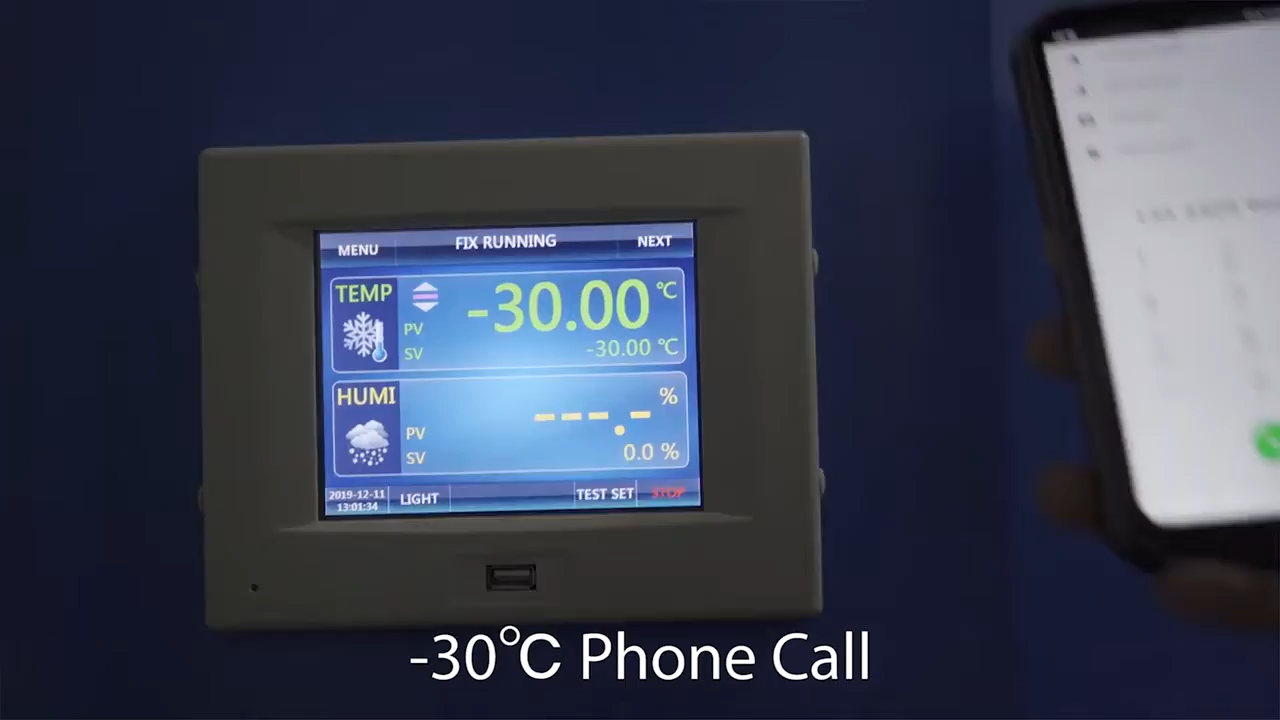 MENU
FIX RUNNING
NEXT
TEMP
-30.00 ℃
PV
SV
-30.00 ℃
HUMI
%
----.-
PV
SV
0.0 %
2019-12-11
13:01:34
LIGHT
TEST SET
STOP
-30℃ Phone Call